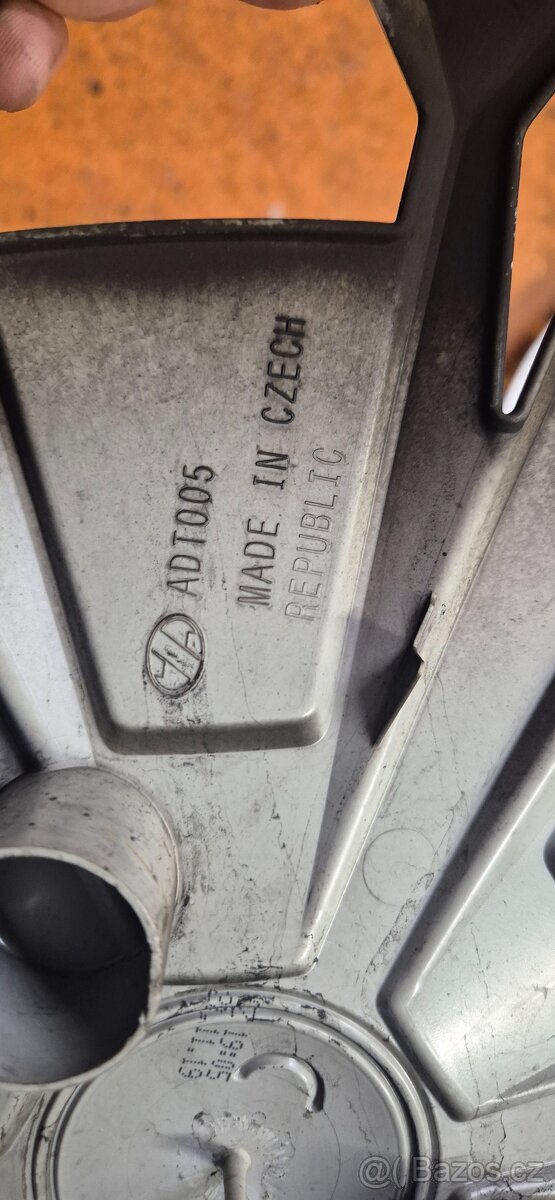 ADT005
MADE IN CZECH
REPUBLIC
@ Bazos.cz